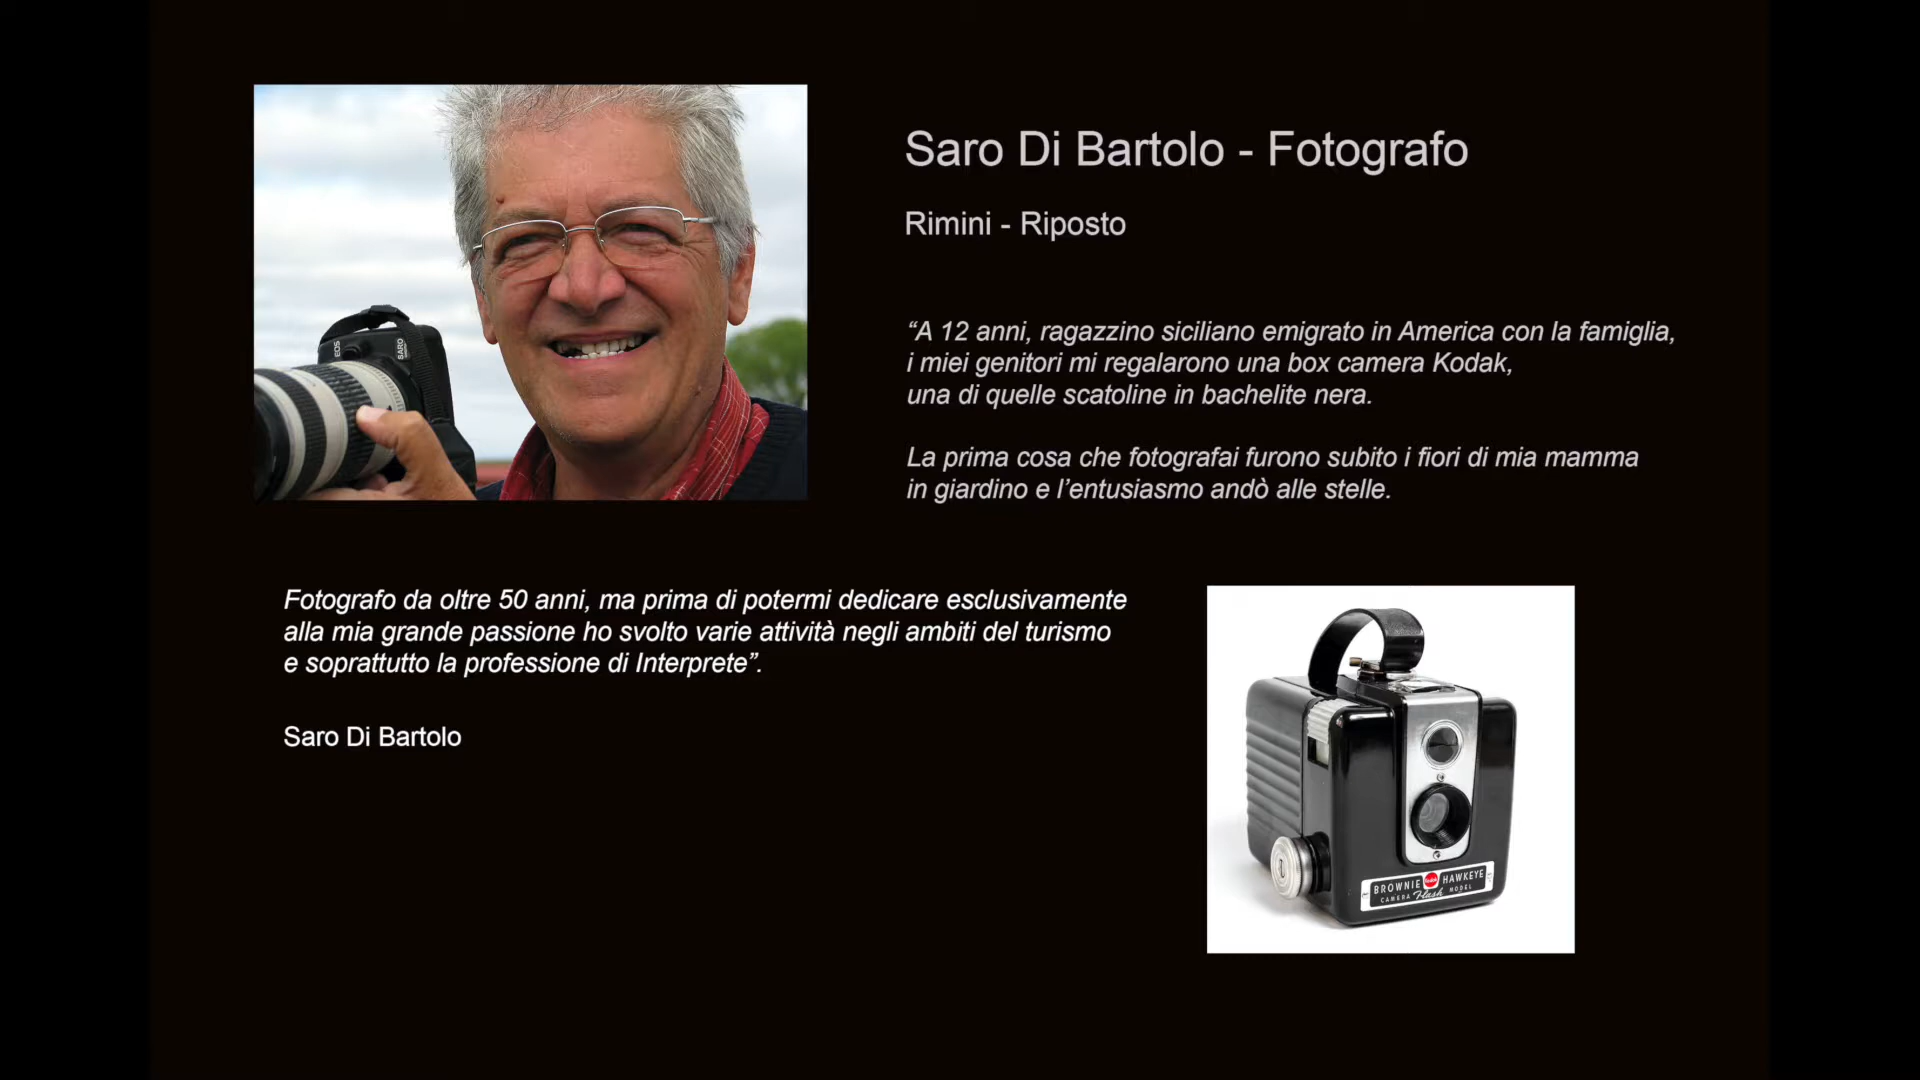 Saro Di Bartolo - Fotografo
Rimini - Riposto
“A 12 anni, ragazzino siciliano emigrato in America con la famiglia,
i miei genitori mi regalarono una box camera Kodak,
una di quelle scatoline in bachelite nera.
La prima cosa che fotografai furono subito i fiori di mia mamma
in giardino e l’entusiasmo andò alle stelle.
EOS
SARO
Fotografo da oltre 50 anni, ma prima di potermi dedicare esclusivamente
alla mia grande passione ho svolto varie attività negli ambiti del turismo
e soprattutto la professione di Interprete”.
Saro Di Bartolo
BROWNIE Kodak HAWKEYE
CAMERA Flash MODEL